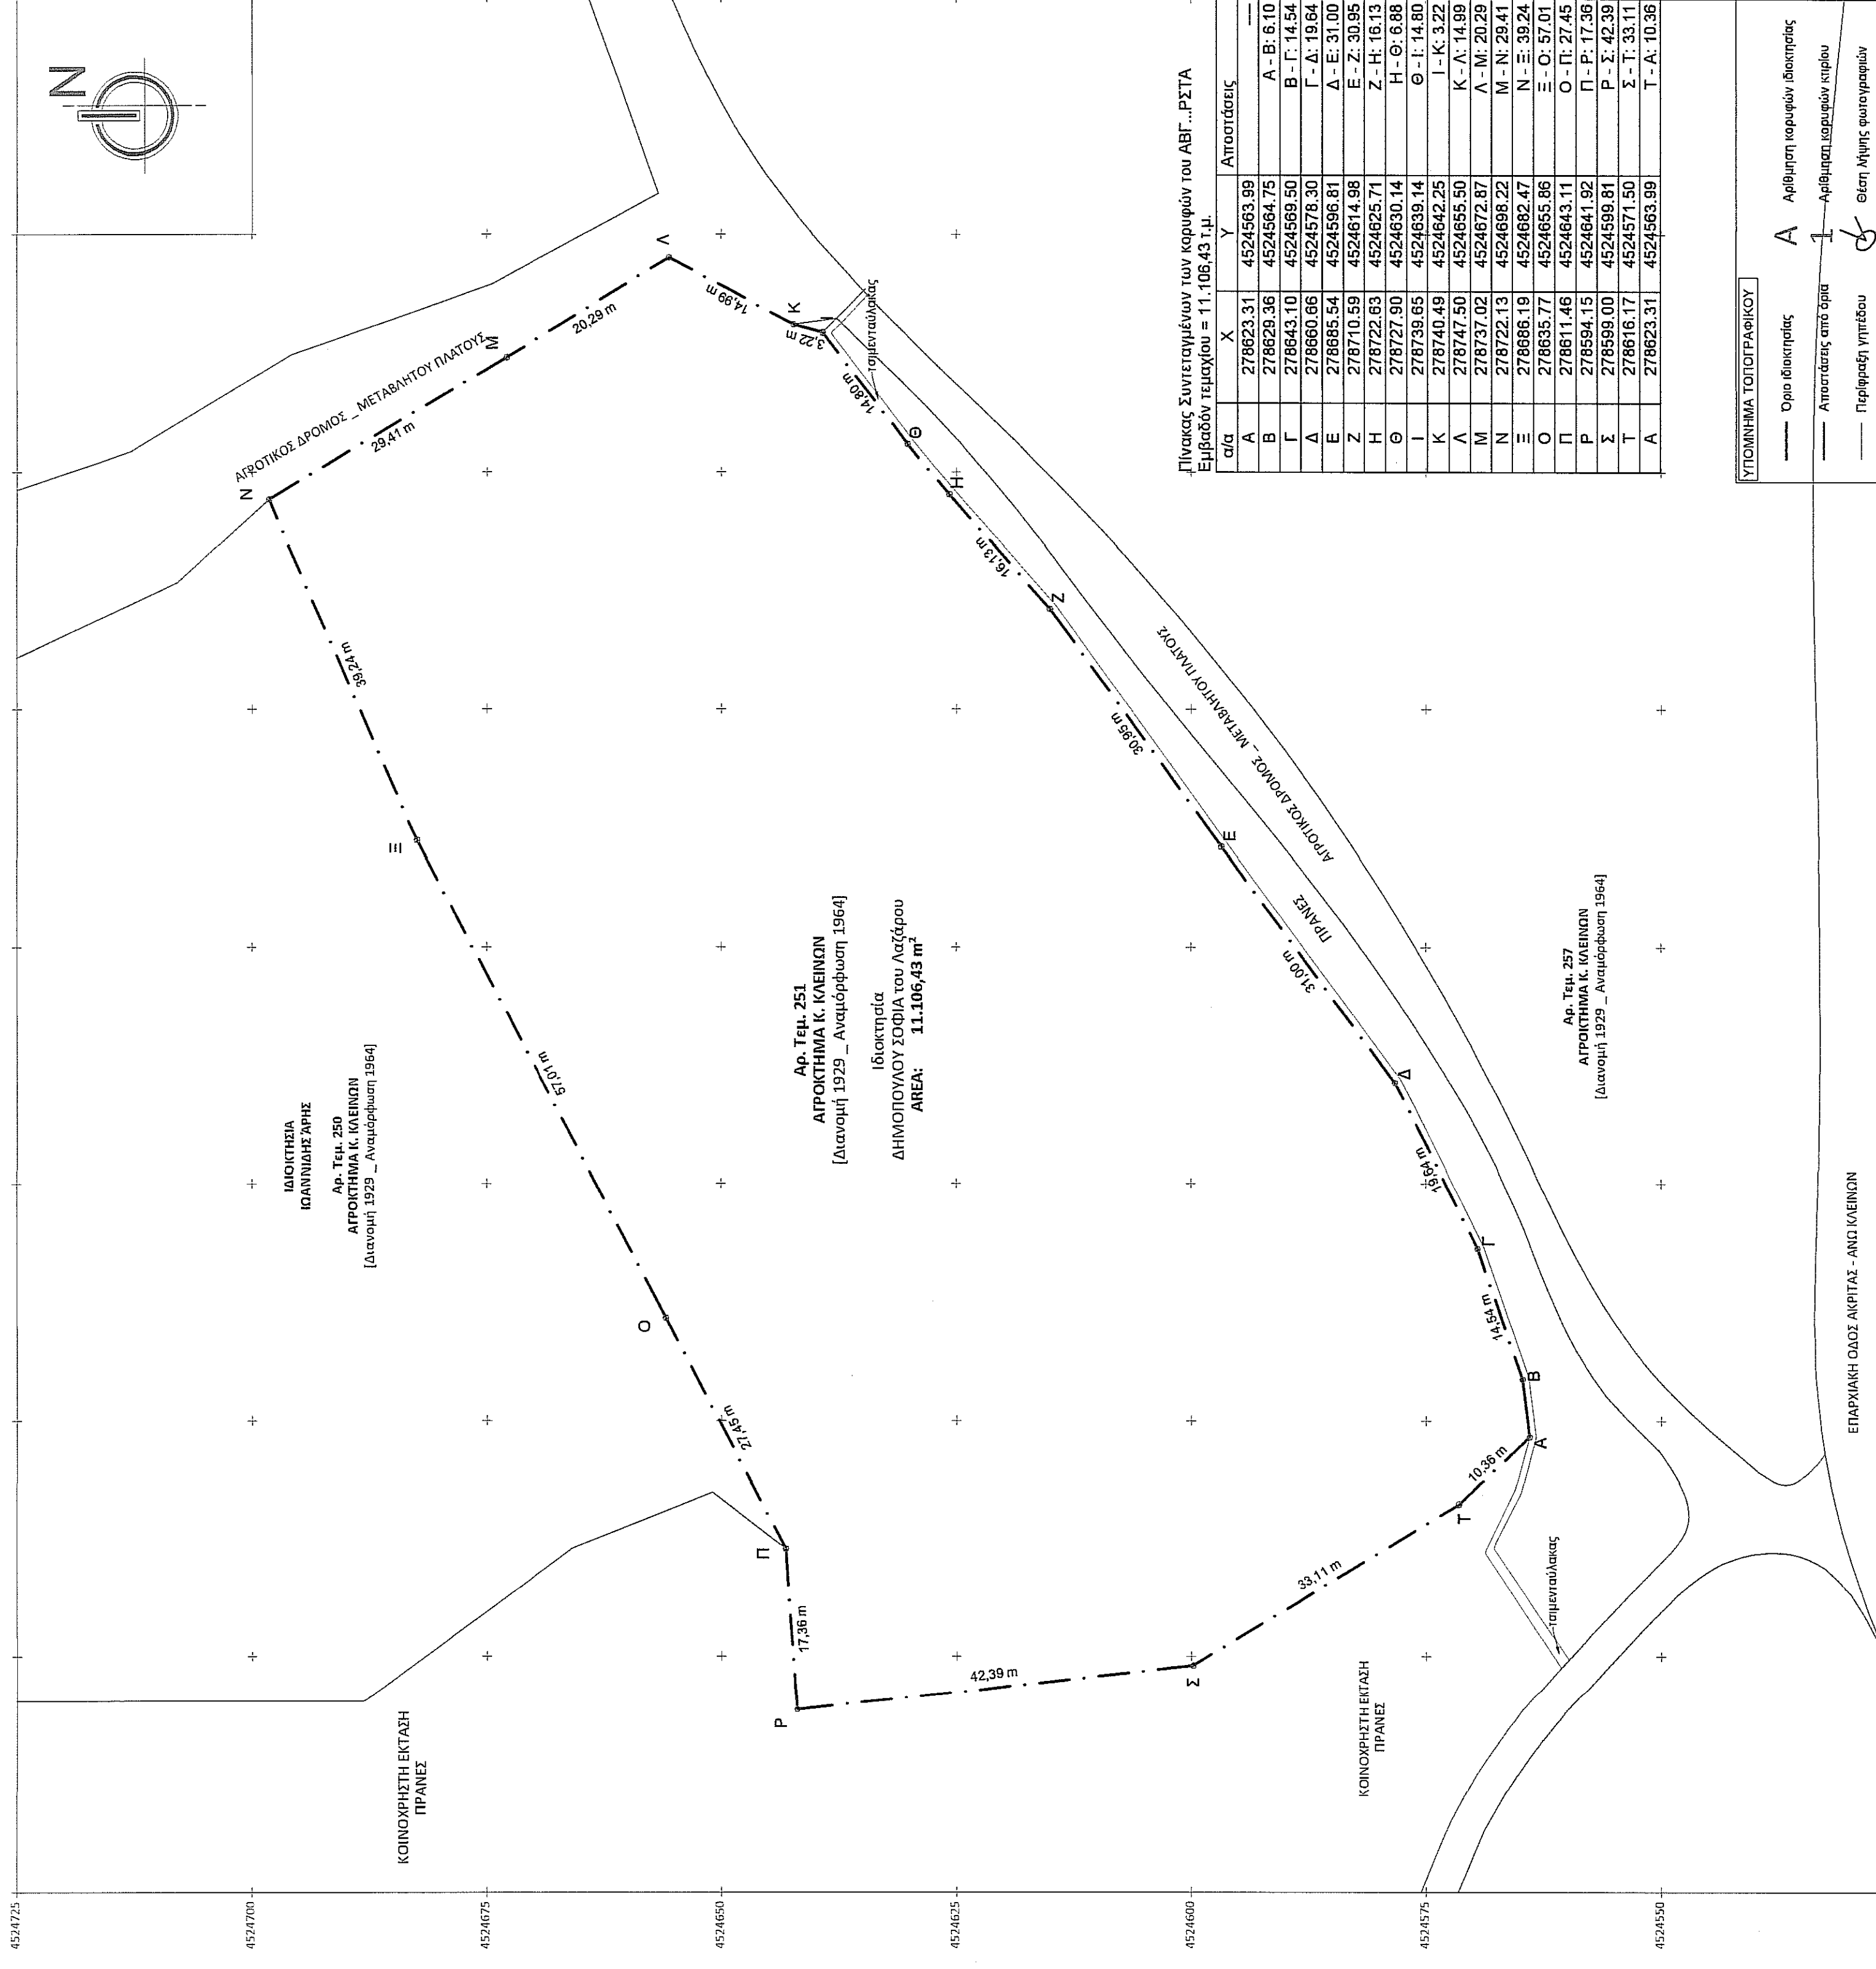 N
4524725
4524700
4524675
4524650
4524625
4524600
4524575
4524550
ΑΓΡΟΤΙΚΟΣ ΔΡΟΜΟΣ _ ΜΕΤΑΒΛΗΤΟΥ ΠΛΑΤΟΥΣ
Ν
29,41 m
Μ
20,29 m
Λ
14,99 m
Κ
3,22 m
Ι
τσιμενταύλακας
14,80 m
Θ
Η
16,13 m
Ζ
30,95 m
Ε
31,00 m
Δ
19,64 m
Γ
14,54 m
Β
Α
10,36 m
Τ
33,11 m
Σ
42,39 m
Ρ
17,36 m
Π
27,45 m
Ο
57,01 m
Ξ
39,24 m
ΙΔΙΟΚΤΗΣΙΑ
ΙΩΑΝΝΙΔΗΣ ΆΡΗΣ
Αρ. Τεμ. 250
ΑΓΡΟΚΤΗΜΑ Κ. ΚΛΕΙΝΩΝ
[Διανομή 1929 _ Αναμόρφωση 1964]
Αρ. Τεμ. 251
ΑΓΡΟΚΤΗΜΑ Κ. ΚΛΕΙΝΩΝ
[Διανομή 1929 _ Αναμόρφωση 1964]
Ιδιοκτησία
ΔΗΜΟΠΟΥΛΟΥ ΣΟΦΙΑ του Λαζάρου
AREA: 11.106,43 m²
ΚΟΙΝΟΧΡΗΣΤΗ ΕΚΤΑΣΗ
ΠΡΑΝΕΣ
ΚΟΙΝΟΧΡΗΣΤΗ ΕΚΤΑΣΗ
ΠΡΑΝΕΣ
τσιμενταύλακας
ΠΡΑΝΕΣ
ΑΓΡΟΤΙΚΟΣ ΔΡΟΜΟΣ _ ΜΕΤΑΒΛΗΤΟΥ ΠΛΑΤΟΥΣ
Αρ. Τεμ. 257
ΑΓΡΟΚΤΗΜΑ Κ. ΚΛΕΙΝΩΝ
[Διανομή 1929 _ Αναμόρφωση 1964]
ΕΠΑΡΧΙΑΚΗ ΟΔΟΣ ΑΚΡΙΤΑΣ - ΑΝΩ ΚΛΕΙΝΩΝ
Πίνακας Συντεταγμένων των κορυφών του ΑΒΓ...ΡΣΤΑ
Εμβαδόν τεμαχίου = 11.106,43 τ.μ.
α/α X Y Αποστάσεις
Α 278623.31 4524563.99 ---
Β 278629.36 4524564.75 Α - Β: 6.10
Γ 278643.10 4524569.50 Β - Γ: 14.54
Δ 278660.66 4524578.30 Γ - Δ: 19.64
Ε 278685.54 4524596.81 Δ - Ε: 31.00
Ζ 278710.59 4524614.98 Ε - Ζ: 30.95
Η 278722.63 4524625.71 Ζ - Η: 16.13
Θ 278727.90 4524630.14 Η - Θ: 6.88
Ι 278739.65 4524639.14 Θ - Ι: 14.80
Κ 278740.49 4524642.25 Ι - Κ: 3.22
Λ 278747.50 4524655.50 Κ - Λ: 14.99
Μ 278737.02 4524672.87 Λ - Μ: 20.29
Ν 278722.13 4524698.22 Μ - Ν: 29.41
Ξ 278686.19 4524682.47 Ν - Ξ: 39.24
Ο 278635.77 4524655.86 Ξ - Ο: 57.01
Π 278611.46 4524643.11 Ο - Π: 27.45
Ρ 278594.15 4524641.92 Π - Ρ: 17.36
Σ 278599.00 4524599.81 Ρ - Σ: 42.39
Τ 278616.17 4524571.50 Σ - Τ: 33.11
Α 278623.31 4524563.99 Τ - Α: 10.36
ΥΠΟΜΝΗΜΑ ΤΟΠΟΓΡΑΦΙΚΟΥ
Όριο ιδιοκτησίας Α Αρίθμηση κορυφών ιδιοκτησίας
Αποστάσεις από όρια 1 Αρίθμηση κορυφών κτιρίου
Περίφραξη γηπέδου Θέση λήψης φωτογραφιών